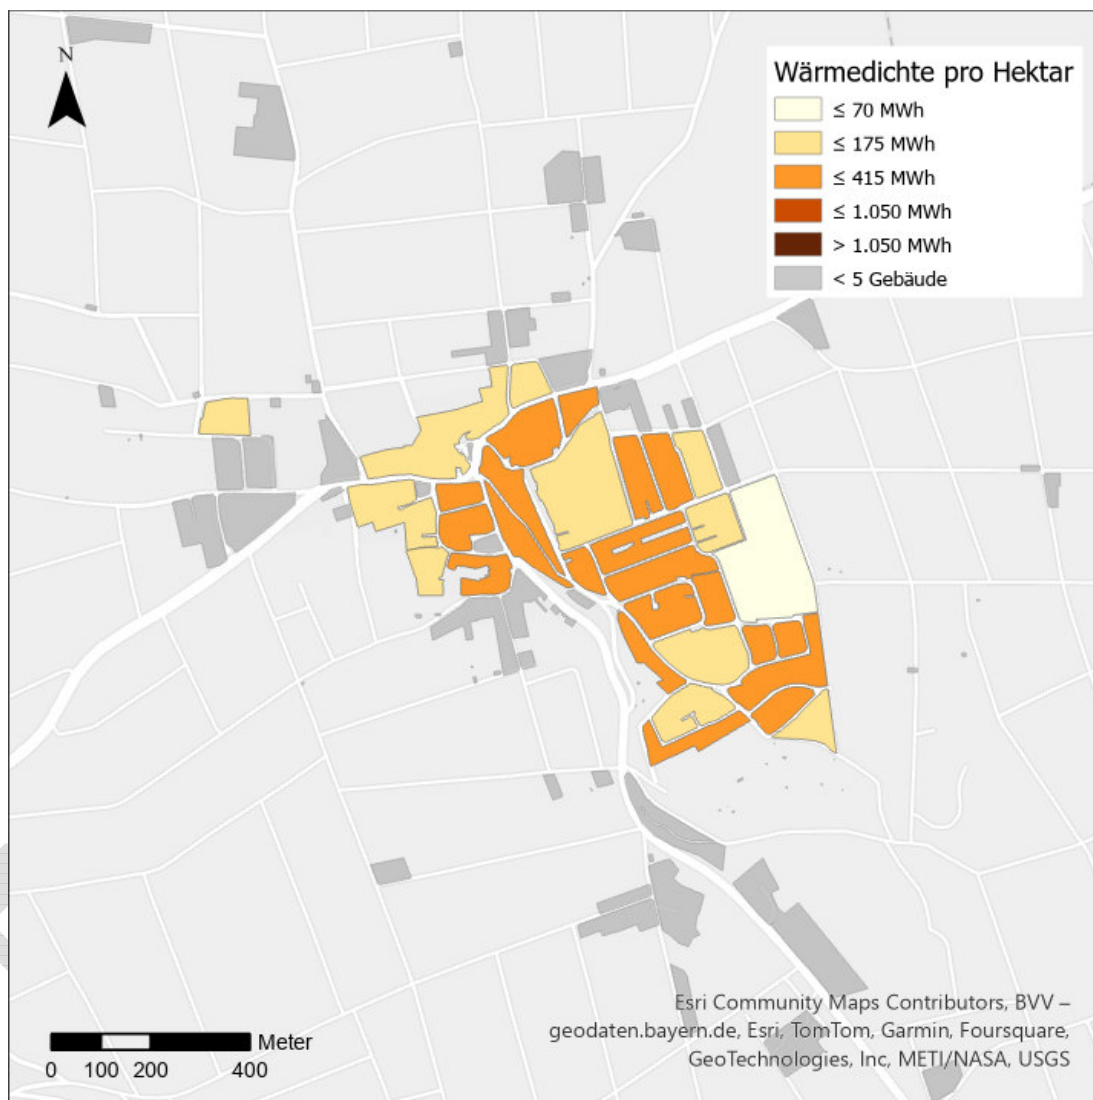 N
Wärmedichte pro Hektar
≤ 70 MWh
≤ 175 MWh
≤ 415 MWh
≤ 1.050 MWh
> 1.050 MWh
< 5 Gebäude
Esri Community Maps Contributors, BVV –
geodaten.bayern.de, Esri, TomTom, Garmin, Foursquare,
GeoTechnologies, Inc, METI/NASA, USGS
Meter
0 100 200 400